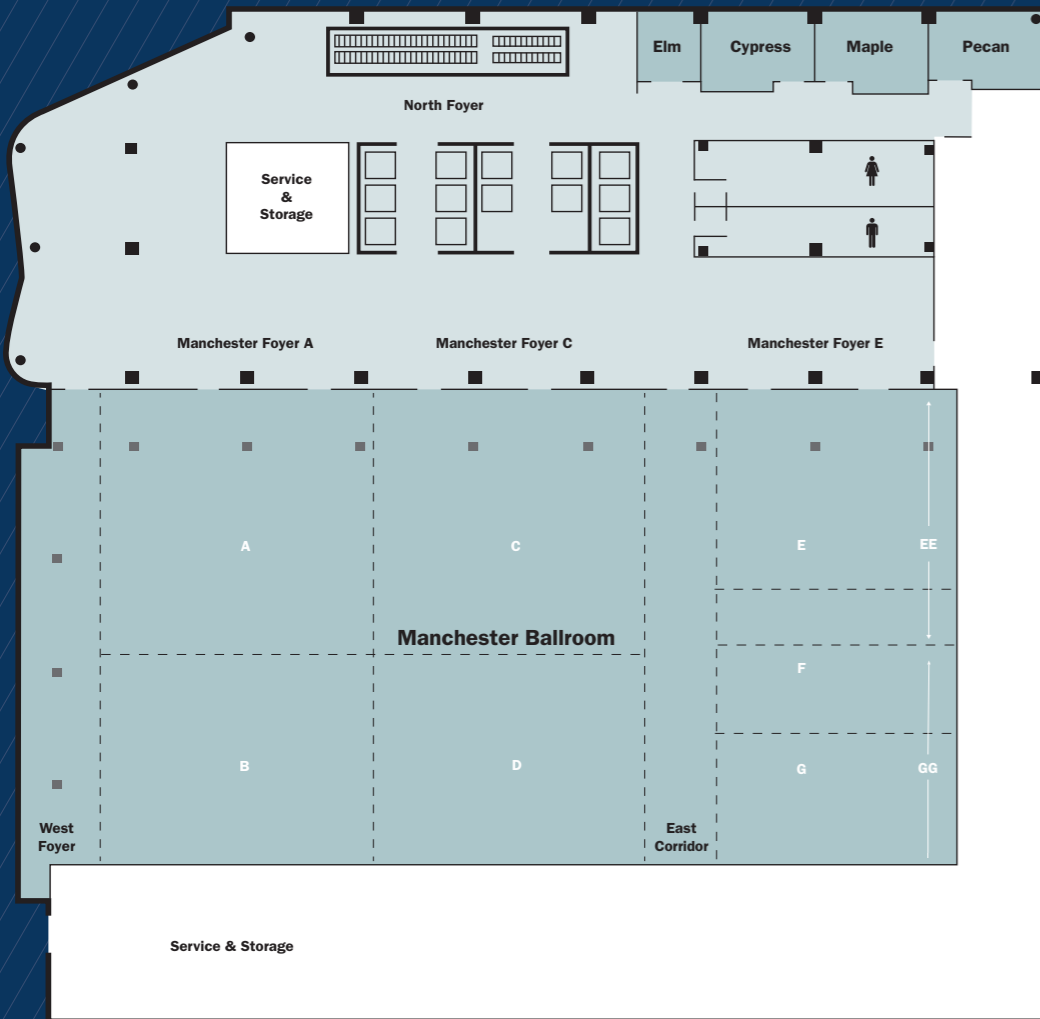 Elm
Cypress
Maple
Pecan
North Foyer
Service
&
Storage
Manchester Foyer A
Manchester Foyer C
Manchester Foyer E
A
C
E
EE
Manchester Ballroom
F
B
D
G
GG
West
Foyer
East
Corridor
Service & Storage